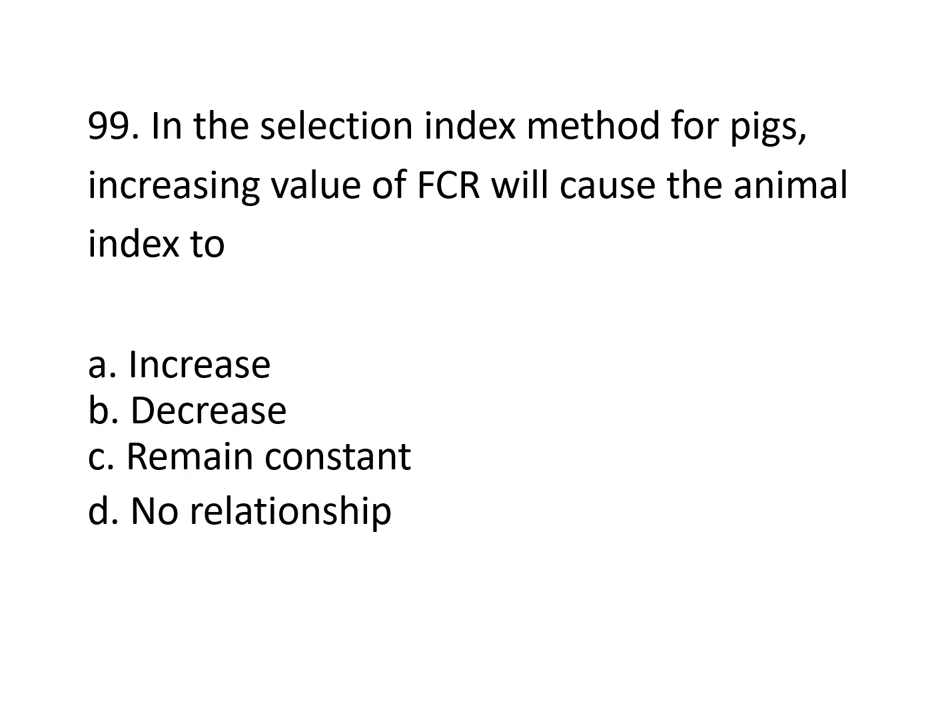 99. In the selection index method for pigs,
increasing value of FCR will cause the animal
index to
a. Increase
b. Decrease
c. Remain constant
d. No relationship